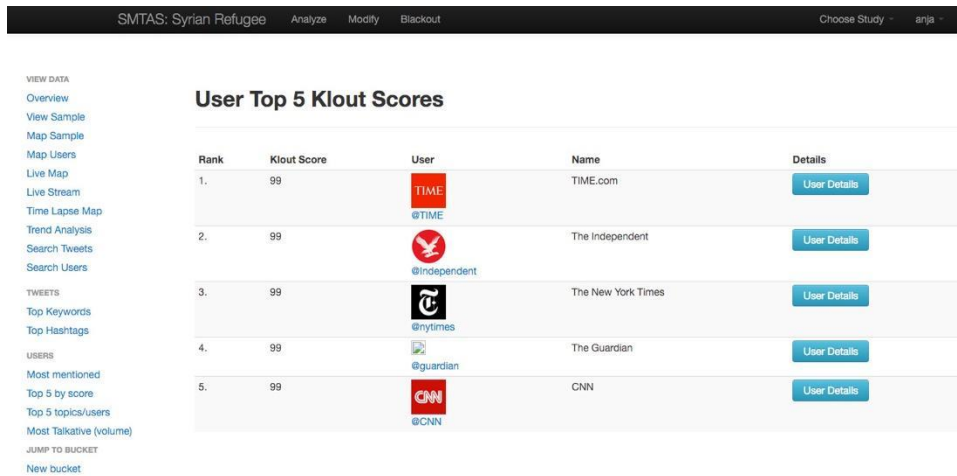 SMTAS: Syrian Refugee Analyze Modify Blackout Choose Study anja
VIEW DATA
Overview
View Sample
Map Sample
Map Users
Live Map
Live Stream
Time Lapse Map
Trend Analysis
Search Tweets
Search Users
TWEETS
Top Keywords
Top Hashtags
USERS
Most mentioned
Top 5 by score
Top 5 topics/users
Most Talkative (volume)
JUMP TO BUCKET
New bucket
User Top 5 Klout Scores
Rank Klout Score User Name Details
1. 99 TIME TIME.com User Details
@TIME
2. 99 The Independent User Details
@Independent
3. 99 The New York Times User Details
@nytimes
4. 99 The Guardian User Details
@guardian
5. 99 CNN CNN User Details
@CNN